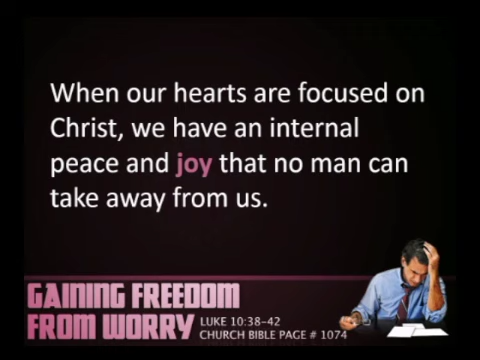 When our hearts are focused on
Christ, we have an internal
peace and joy that no man can
take away from us.
GAINING FREEDOM
FROM WORRY
LUKE 10:38-42
CHURCH BIBLE PAGE # 1074